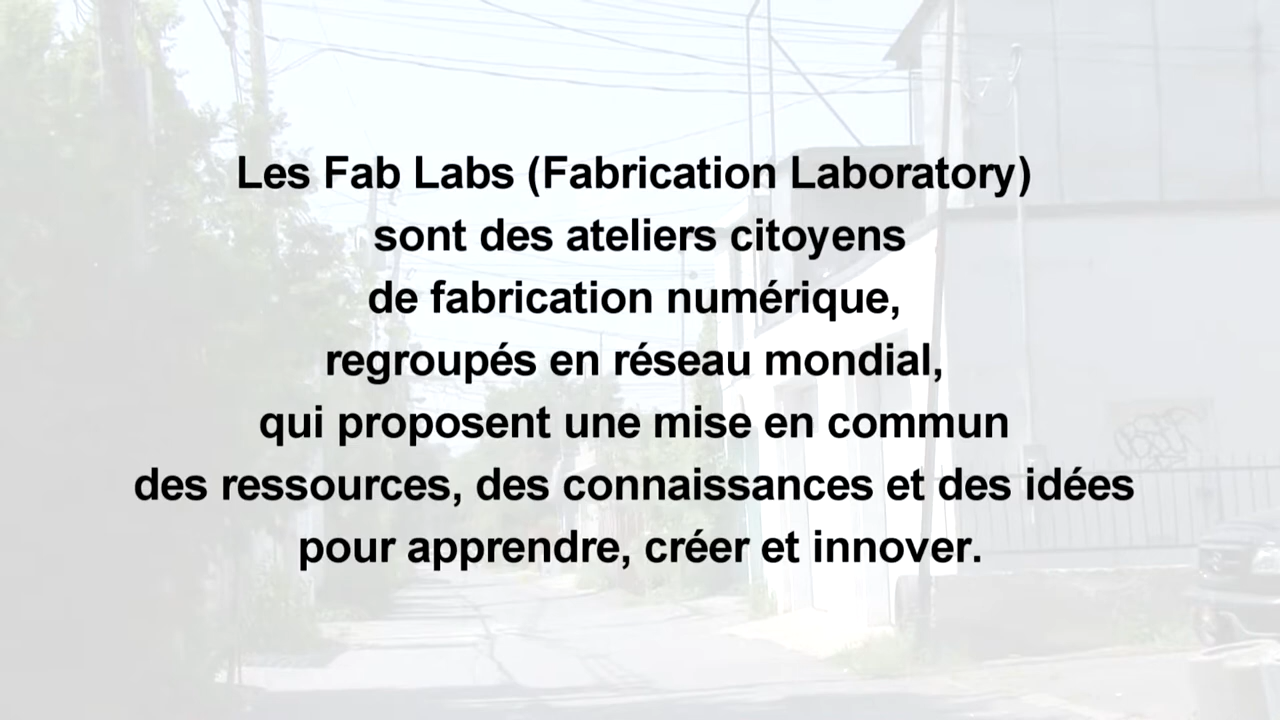 Les Fab Labs (Fabrication Laboratory)
sont des ateliers citoyens
de fabrication numérique,
regroupés en réseau mondial,
qui proposent une mise en commun
des ressources, des connaissances et des idées
pour apprendre, créer et innover.